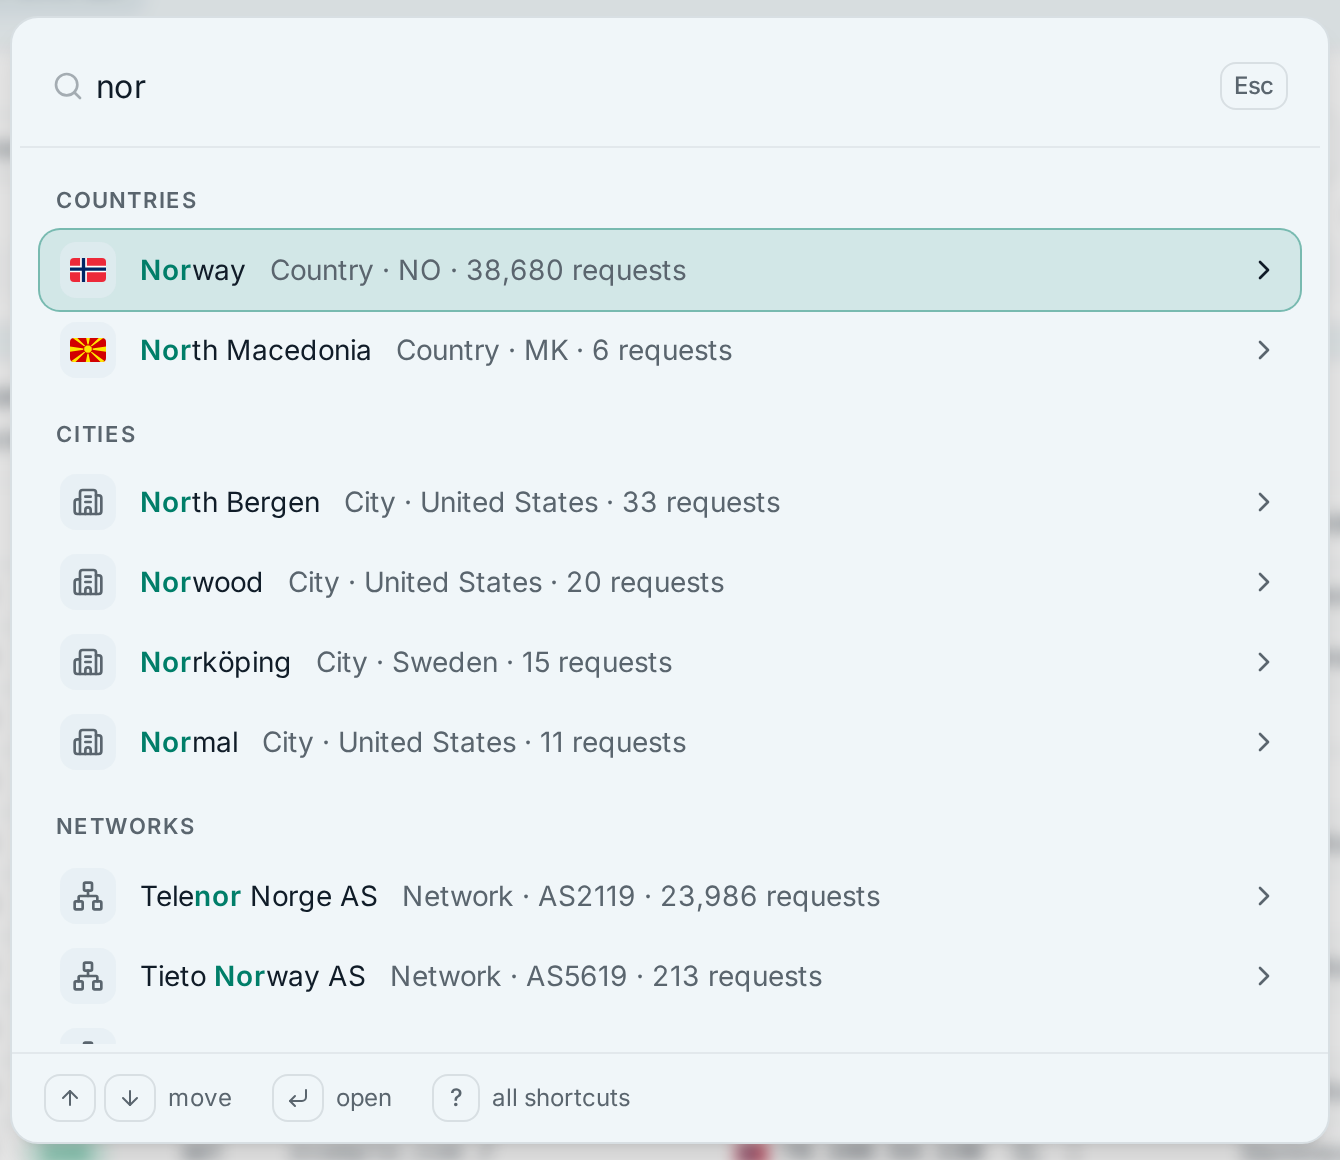 nor
Esc
COUNTRIES
Norway Country · NO · 38,680 requests
North Macedonia Country · MK · 6 requests
CITIES
North Bergen City · United States · 33 requests
Norwood City · United States · 20 requests
Norrköping City · Sweden · 15 requests
Normal City · United States · 11 requests
NETWORKS
Telenor Norge AS Network · AS2119 · 23,986 requests
Tieto Norway AS Network · AS5619 · 213 requests
↑ ↓ move ↵ open ? all shortcuts